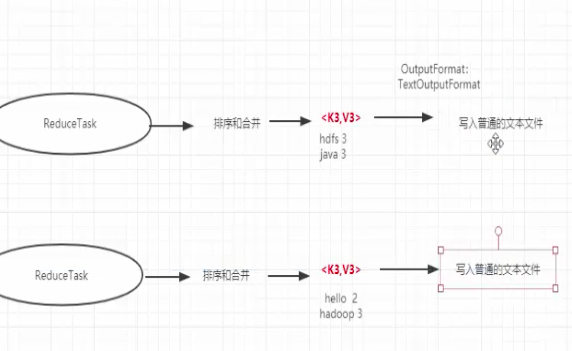 OutputFormat:
TextOutputFormat
ReduceTask
排序和合并
<K3,V3>
写入普通的文本文件
hdfs 3
java 3
ReduceTask
排序和合并
<K3,V3>
写入普通的文本文件
hello 2
hadoop 3